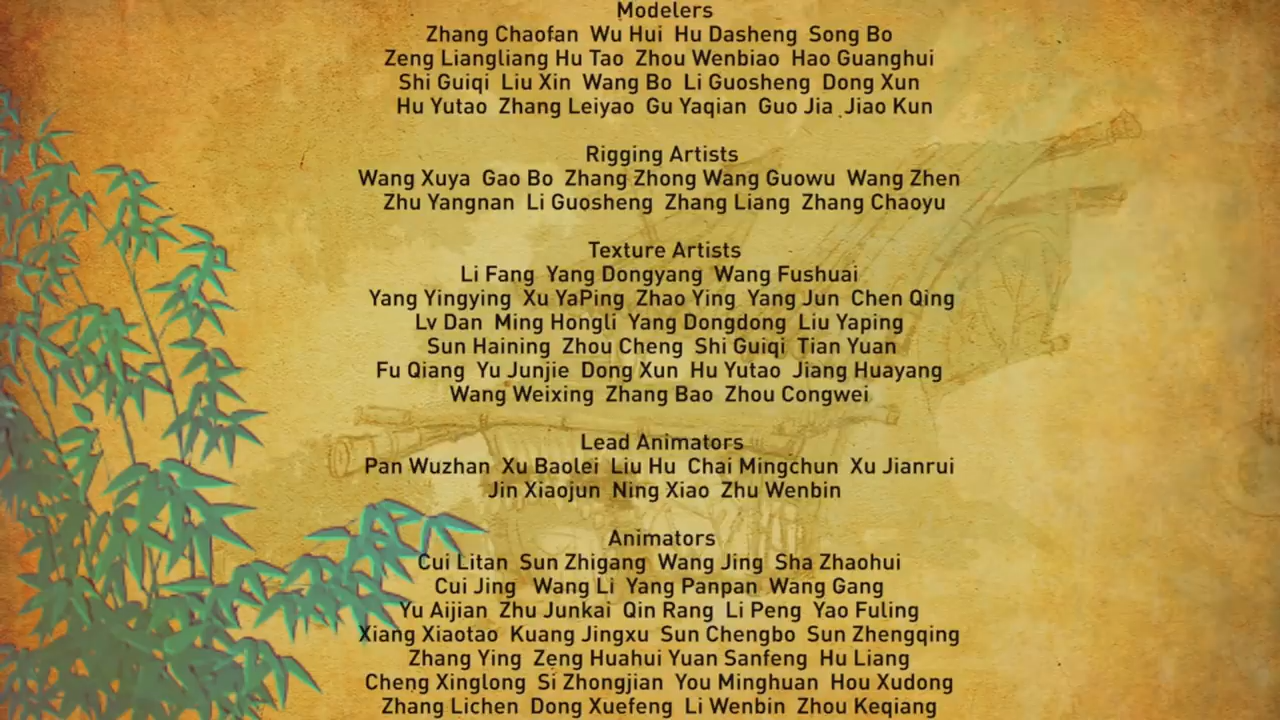 Modelers
Zhang Chaofan Wu Hui Hu Dasheng Song Bo
Zeng Liangliang Hu Tao Zhou Wenbiao Hao Guanghui
Shi Guiqi Liu Xin Wang Bo Li Guosheng Dong Xun
Hu Yutao Zhang Leiyao Gu Yaqian Guo Jia Jiao Kun
Rigging Artists
Wang Xuya Gao Bo Zhang Zhong Wang Guowu Wang Zhen
Zhu Yangnan Li Guosheng Zhang Liang Zhang Chaoyu
Texture Artists
Li Fang Yang Dongyang Wang Fushuai
Yang Yingying Xu YaPing Zhao Ying Yang Jun Chen Qing
Lv Dan Ming Hongli Yang Dongdong Liu Yaping
Sun Haining Zhou Cheng Shi Guiqi Tian Yuan
Fu Qiang Yu Junjie Dong Xun Hu Yutao Jiang Huayang
Wang Weixing Zhang Bao Zhou Congwei
Lead Animators
Pan Wuzhan Xu Baolei Liu Hu Chai Mingchun Xu Jianrui
Jin Xiaojun Ning Xiao Zhu Wenbin
Animators
Cui Litan Sun Zhigang Wang Jing Sha Zhaohui
Cui Jing Wang Li Yang Panpan Wang Gang
Yu Aijian Zhu Junkai Qin Rang Li Peng Yao Fuling
Xiang Xiaotao Kuang Jingxu Sun Chengbo Sun Zhengqing
Zhang Ying Zeng Huahui Yuan Sanfeng Hu Liang
Cheng Xinglong Si Zhongjian You Minghuan Hou Xudong
Zhang Lichen Dong Xuefeng Li Wenbin Zhou Keqiang